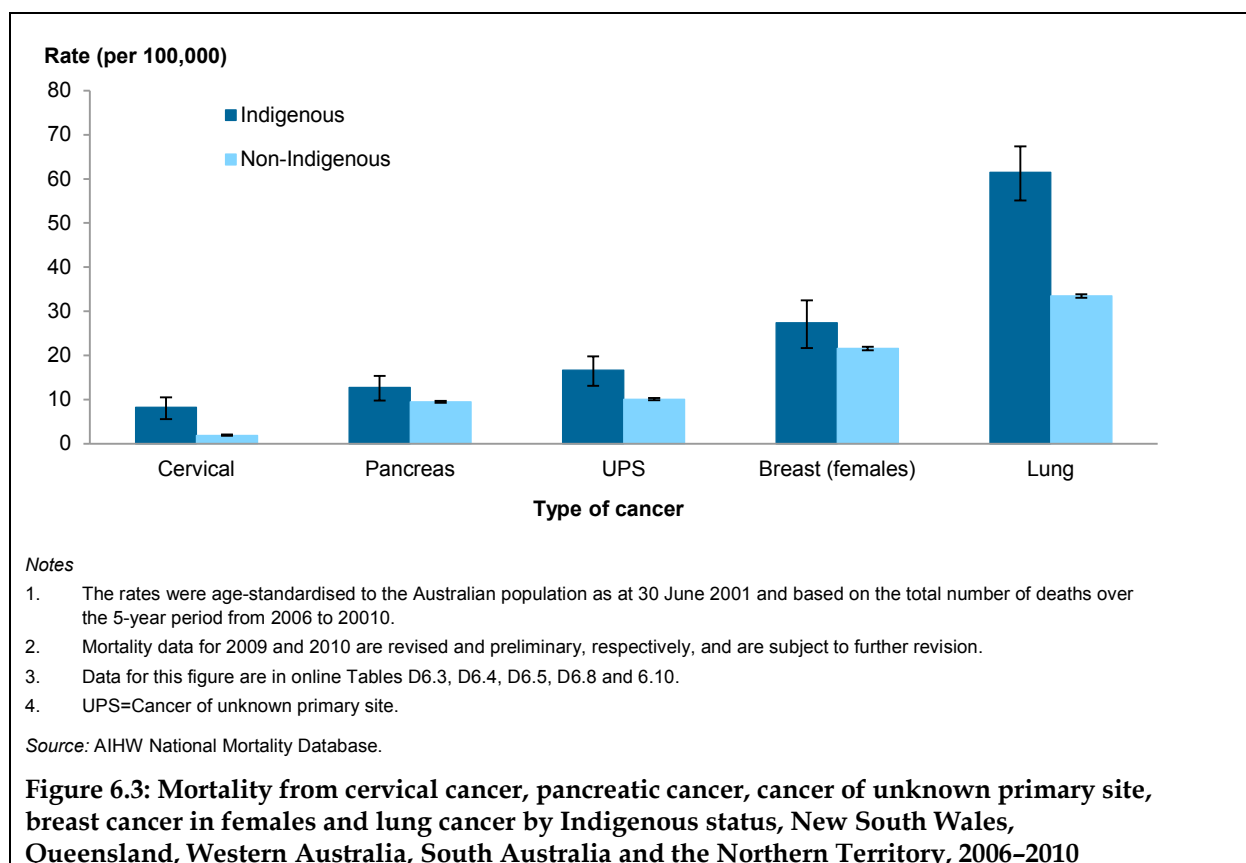 Rate (per 100,000)
80
70
60
50
40
30
20
10
0
Indigenous
Non-Indigenous
Cervical
Pancreas
UPS
Breast (females)
Lung
Type of cancer
Notes
1. The rates were age-standardised to the Australian population as at 30 June 2001 and based on the total number of deaths over
the 5-year period from 2006 to 20010.
2. Mortality data for 2009 and 2010 are revised and preliminary, respectively, and are subject to further revision.
3. Data for this figure are in online Tables D6.3, D6.4, D6.5, D6.8 and 6.10.
4. UPS=Cancer of unknown primary site.
Source: AIHW National Mortality Database.
Figure 6.3: Mortality from cervical cancer, pancreatic cancer, cancer of unknown primary site,
breast cancer in females and lung cancer by Indigenous status, New South Wales,
Queensland, Western Australia, South Australia and the Northern Territory, 2006–2010